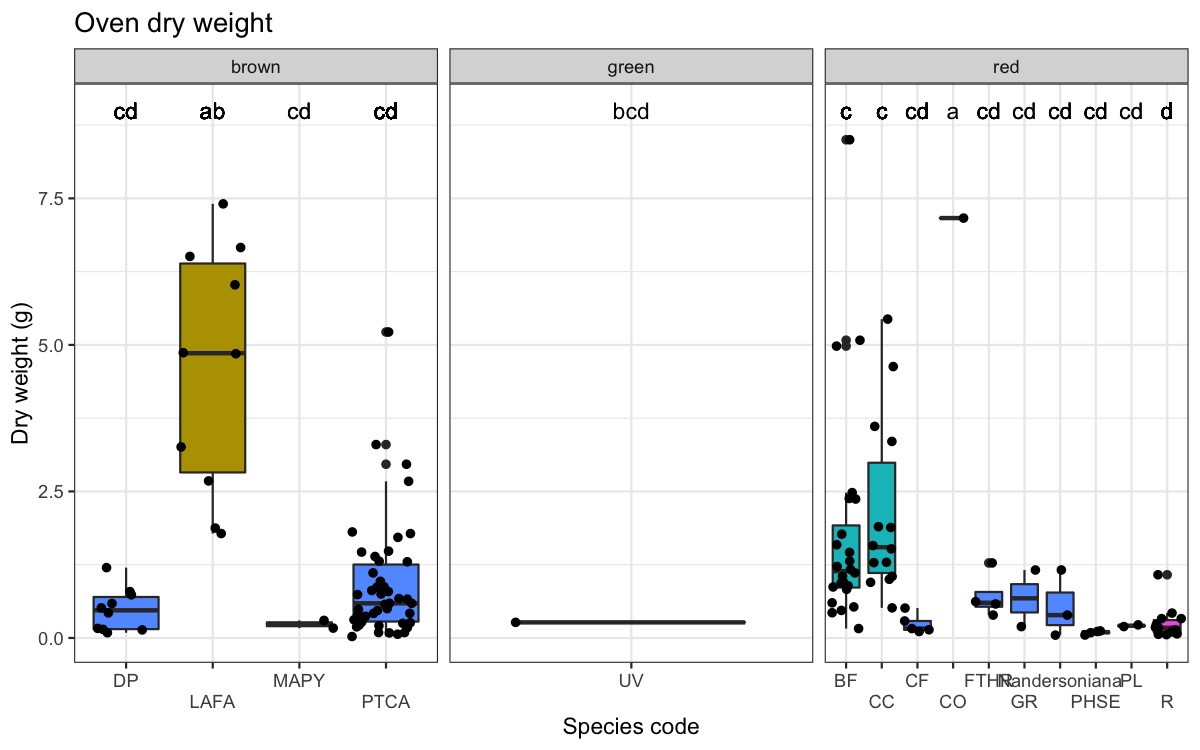 Oven dry weight
brown green red
cd ab cd cd bcd c c cd a cd cd cd cd cd d
7.5
5.0
2.5
0.0
Dry weight (g)
DP MAPY UV BF CF FTHR Nandersoniana PL
LAFA PTCA CC CO GR PHSE R
Species code